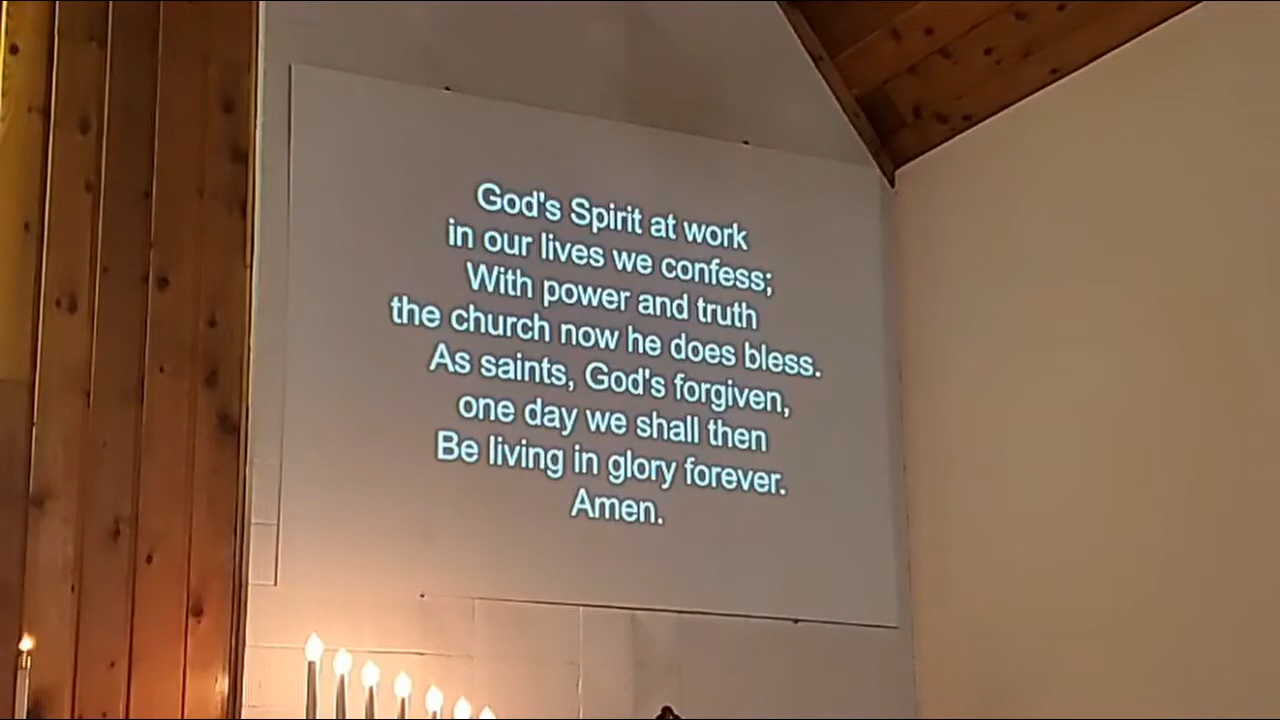 God's Spirit at work
in our lives we confess;
With power and truth
the church now he does bless.
As saints, God's forgiven,
one day we shall then
Be living in glory forever.
Amen.